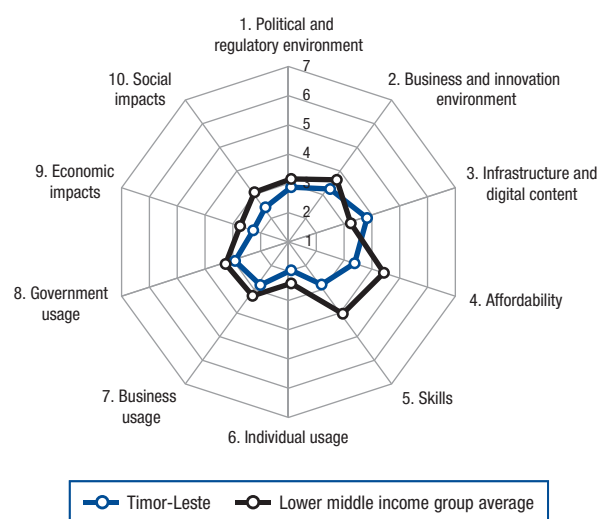 1. Political and
regulatory environment
2. Business and innovation
environment
3. Infrastructure and
digital content
4. Affordability
5. Skills
6. Individual usage
7. Business
usage
8. Government
usage
9. Economic
impacts
10. Social
impacts
7
6
5
4
3
2
1
Timor-Leste
Lower middle income group average